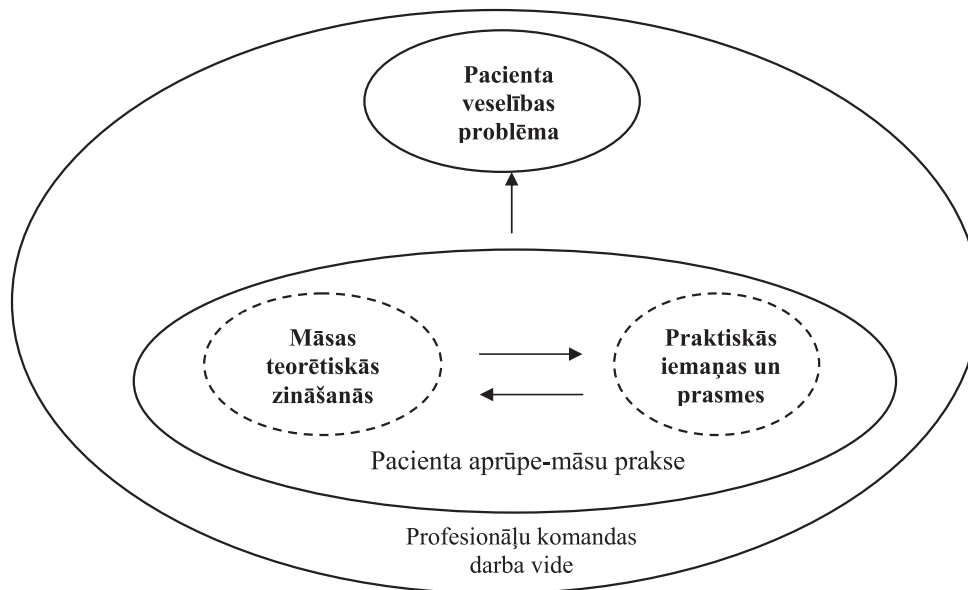 Pacienta
veselības
problēma
Māsas
teorētiskās
zināšanās
Praktiskās
iemaņas un
prasmes
Pacienta aprūpe-māsu prakse
Profesionāļu komandas
darba vide